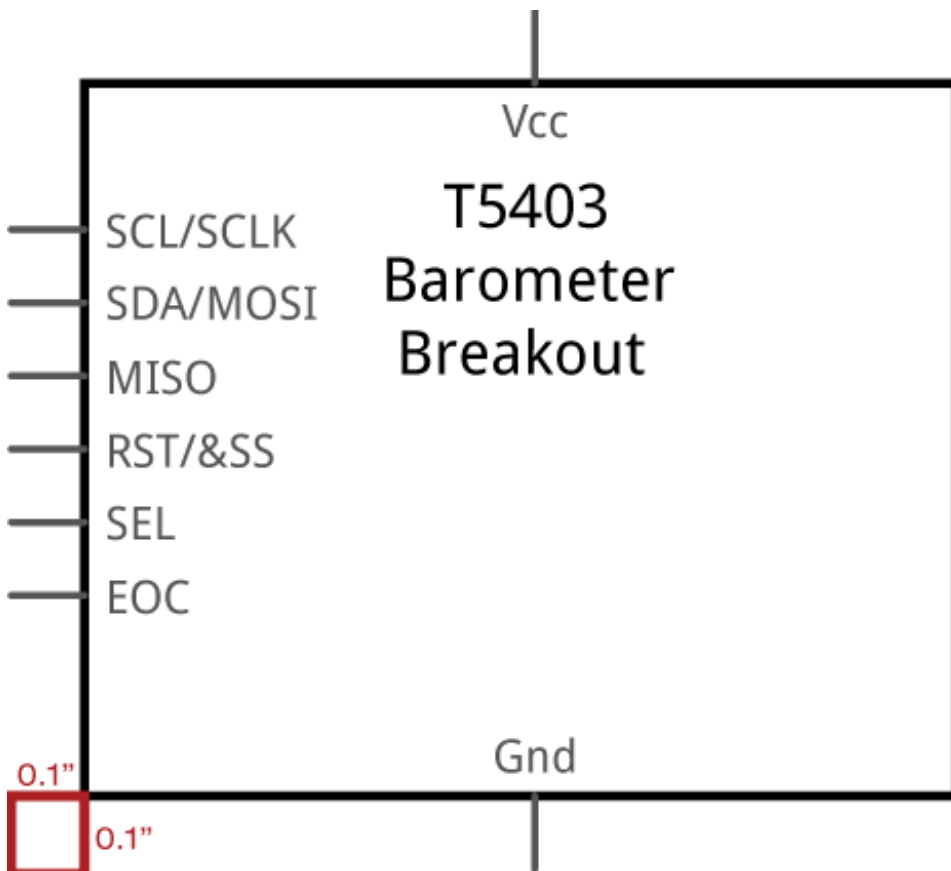 Vcc
T5403
Barometer
Breakout
SCL/SCLK
SDA/MOSI
MISO
RST/&SS
SEL
EOC
Gnd
0.1”
0.1”